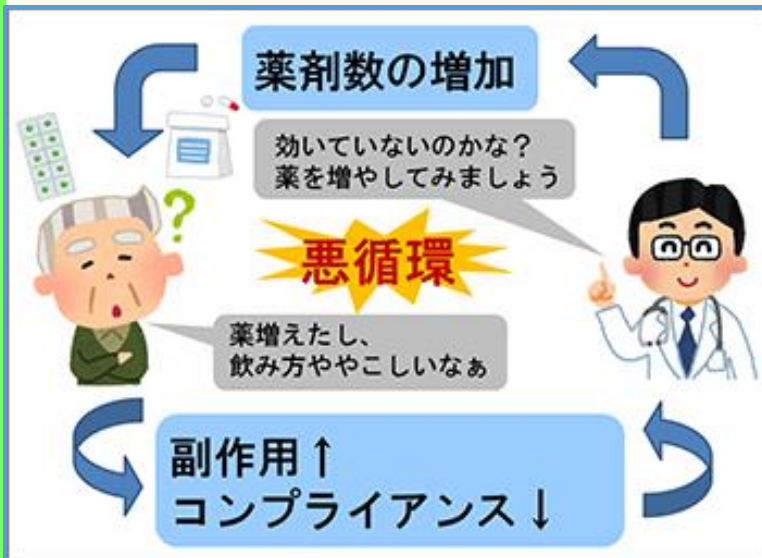 薬剤数の増加
効いていないのかな？
薬を増やしてみましょう
?
悪循環
薬増えたし、
飲み方ややこしいなぁ
副作用↑
コンプライアンス↓